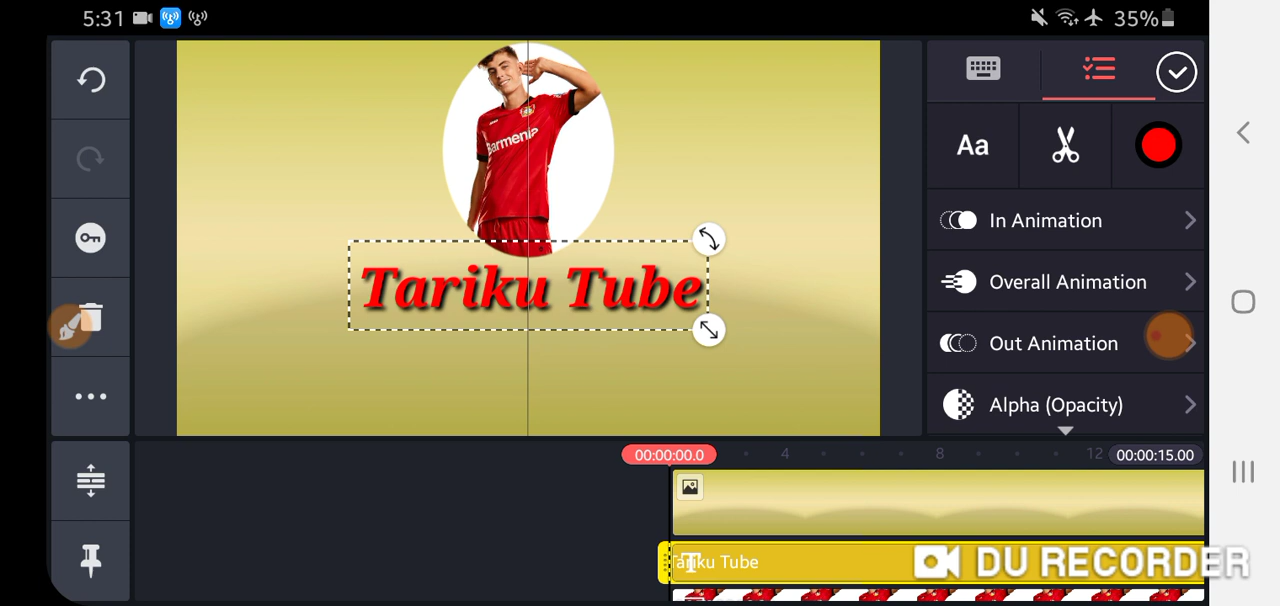 5:31
35%
Aa
In Animation
Barmenia
Tariku Tube
Overall Animation
Out Animation
Alpha (Opacity)
00:00:00.0
4
8
12
00:00:15.00
Tariku Tube
DU RECORDER